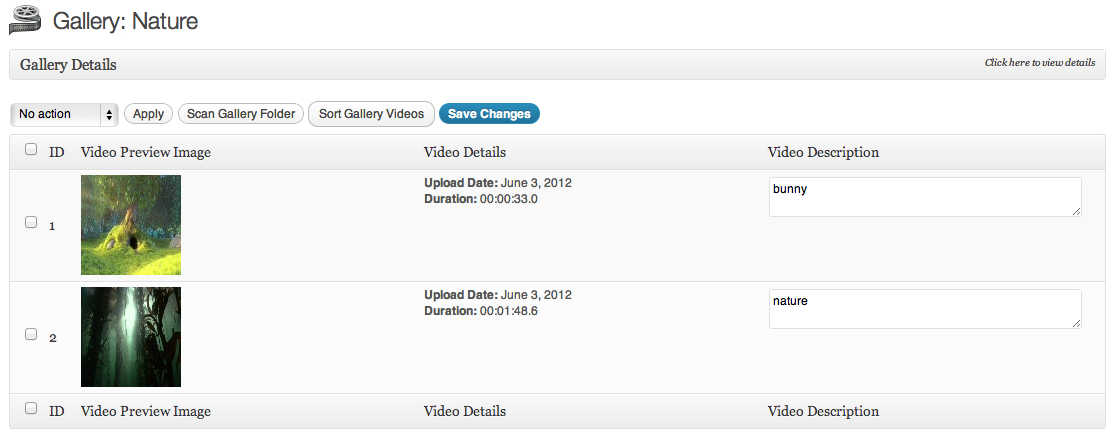 Gallery: Nature
Gallery Details
Click here to view details
No action Apply Scan Gallery Folder Sort Gallery Videos Save Changes
ID Video Preview Image Video Details Video Description
1 Upload Date: June 3, 2012 bunny
Duration: 00:00:33.0
2 Upload Date: June 3, 2012 nature
Duration: 00:01:48.6
ID Video Preview Image Video Details Video Description